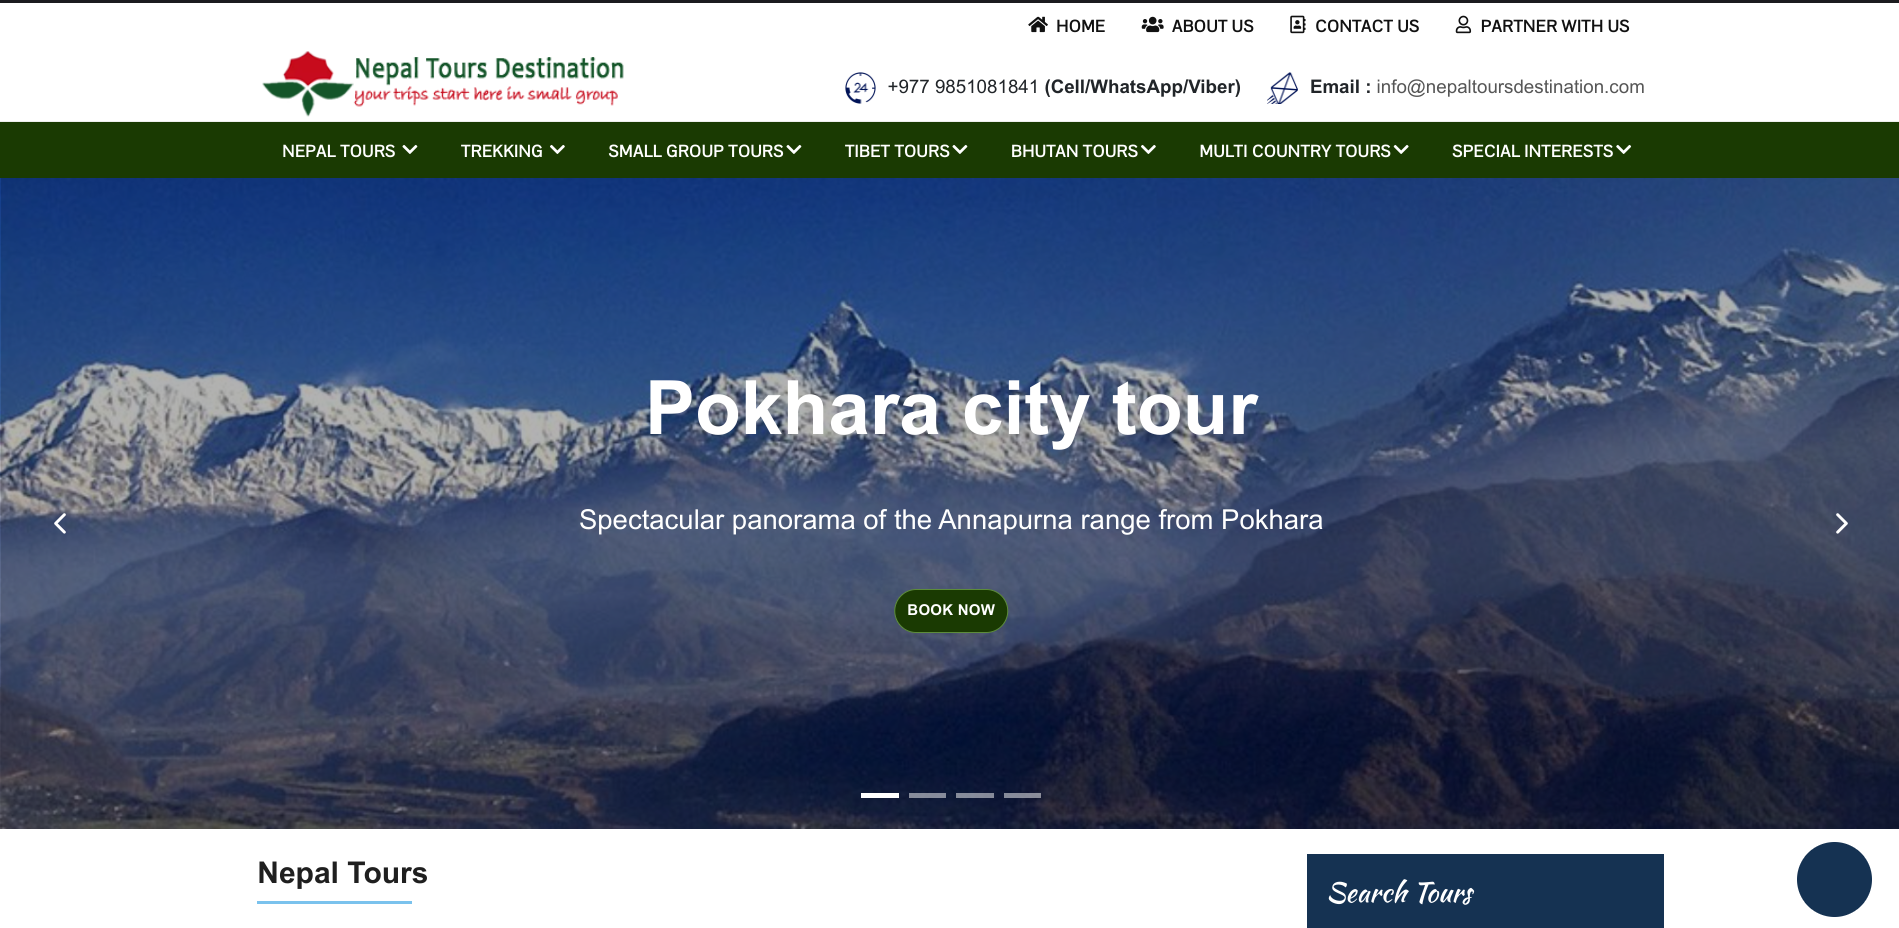 HOME ABOUT US CONTACT US PARTNER WITH US
Nepal Tours Destination
your trips start here in small group
24 +977 9851081841 (Cell/WhatsApp/Viber) Email : info@nepaltoursdestination.com
NEPAL TOURS TREKKING SMALL GROUP TOURS TIBET TOURS BHUTAN TOURS MULTI COUNTRY TOURS SPECIAL INTERESTS
Pokhara city tour
Spectacular panorama of the Annapurna range from Pokhara
BOOK NOW
Nepal Tours
Search Tours